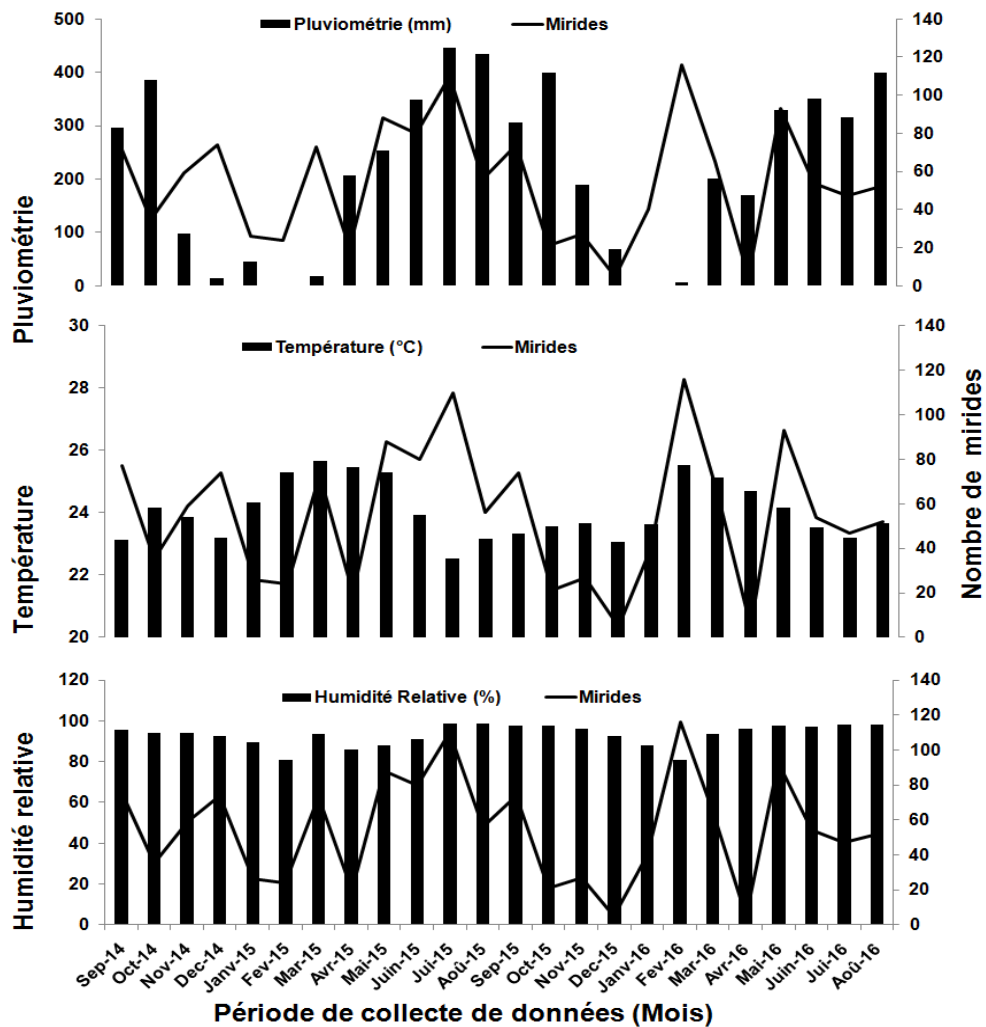 Pluviométrie (mm)
Mirides
500
400
300
200
100
0
140
120
100
80
60
40
20
0
Pluviométrie
Température (°C)
Mirides
30
28
26
24
22
20
140
120
100
80
60
40
20
0
Température
Nombre de mirides
Humidité Relative (%)
Mirides
120
100
80
60
40
20
0
140
120
100
80
60
40
20
0
Humidité relative
Sep-14
Oct-14
Nov-14
Dec-14
Janv-15
Fev-15
Mar-15
Avr-15
Mai-15
Juin-15
Jui-15
Aoû-15
Sep-15
Oct-15
Nov-15
Dec-15
Janv-16
Fev-16
Mar-16
Avr-16
Mai-16
Juin-16
Jui-16
Aoû-16
Période de collecte de données (Mois)